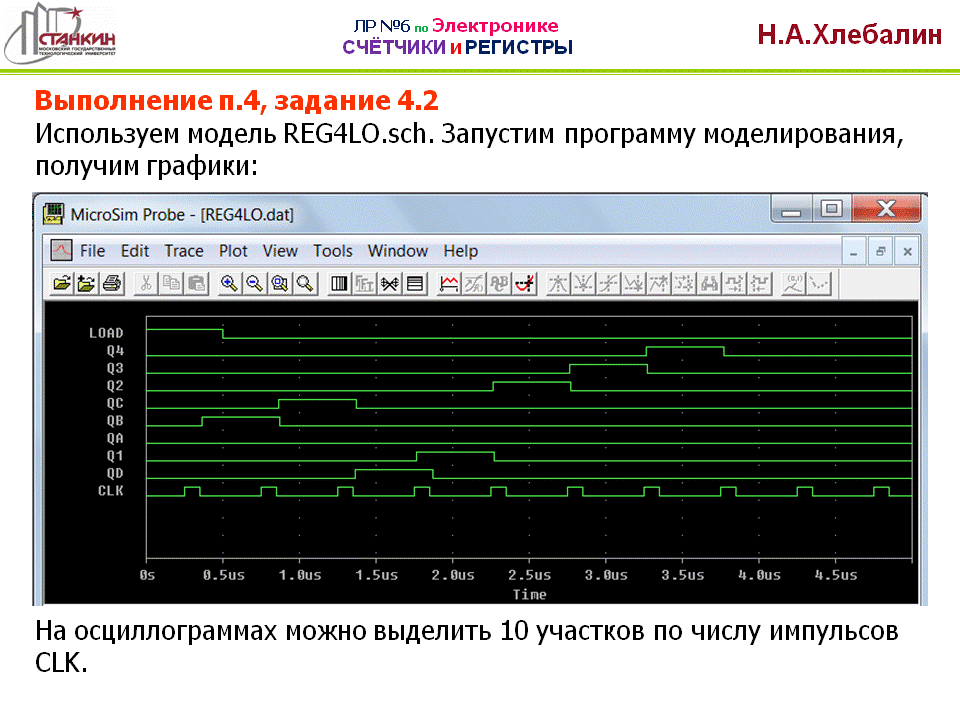 СТАНКИН
МОСКОВСКИЙ ГОСУДАРСТВЕННЫЙ
ТЕХНОЛОГИЧЕСКИЙ
УНИВЕРСИТЕТ
ЛР №6 по Электронике
СЧЁТЧИКИ и РЕГИСТРЫ
Н.А.Хлебалин
Выполнение п.4, задание 4.2
Используем модель REG4LO.sch. Запустим программу моделирования,
получим графики:
MicroSim Probe - [REG4LO.dat]
File Edit Trace Plot View Tools Window Help
LOAD
Q4
Q3
Q2
QC
QB
QA
Q1
QD
CLK
0s 0.5us 1.0us 1.5us 2.0us 2.5us 3.0us 3.5us 4.0us 4.5us
Time
На осциллограммах можно выделить 10 участков по числу импульсов
CLK.